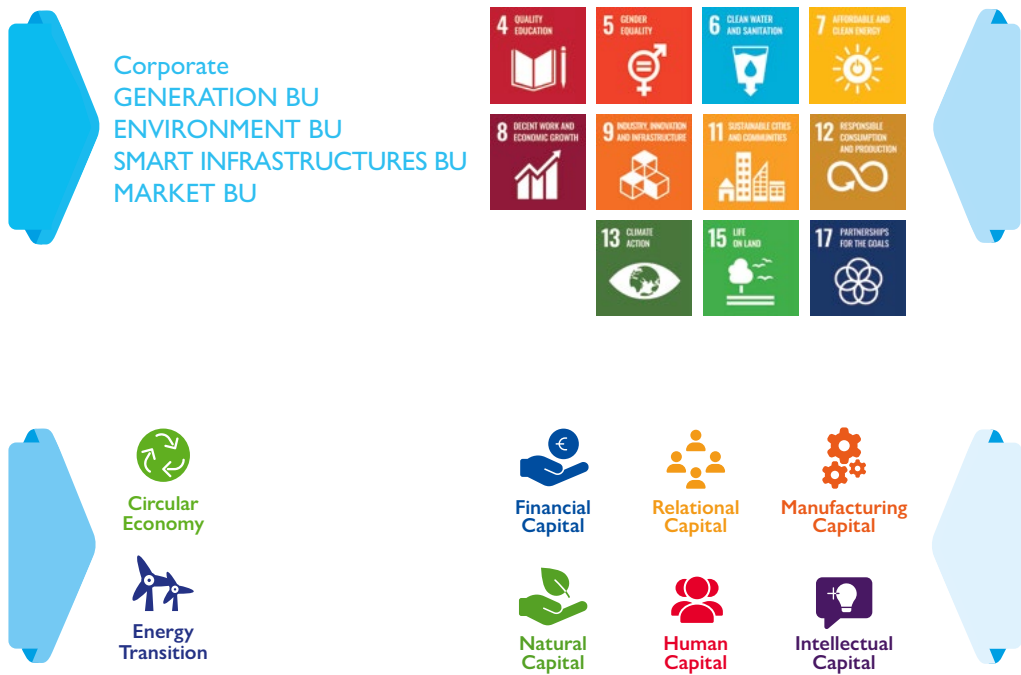 Corporate
GENERATION BU
ENVIRONMENT BU
SMART INFRASTRUCTURES BU
MARKET BU
4 QUALITY
EDUCATION
5 GENDER
EQUALITY
6 CLEAN WATER
AND SANITATION
7 AFFORDABLE AND
CLEAN ENERGY
8 DECENT WORK AND
ECONOMIC GROWTH
9 INDUSTRY, INNOVATION
AND INFRASTRUCTURE
11 SUSTAINABLE CITIES
AND COMMUNITIES
12 RESPONSIBLE
CONSUMPTION
AND PRODUCTION
13 CLIMATE
ACTION
15 LIFE
ON LAND
17 PARTNERSHIPS
FOR THE GOALS
Circular
Economy
Energy
Transition
€
Financial
Capital
Relational
Capital
Manufacturing
Capital
Natural
Capital
Human
Capital
Intellectual
Capital